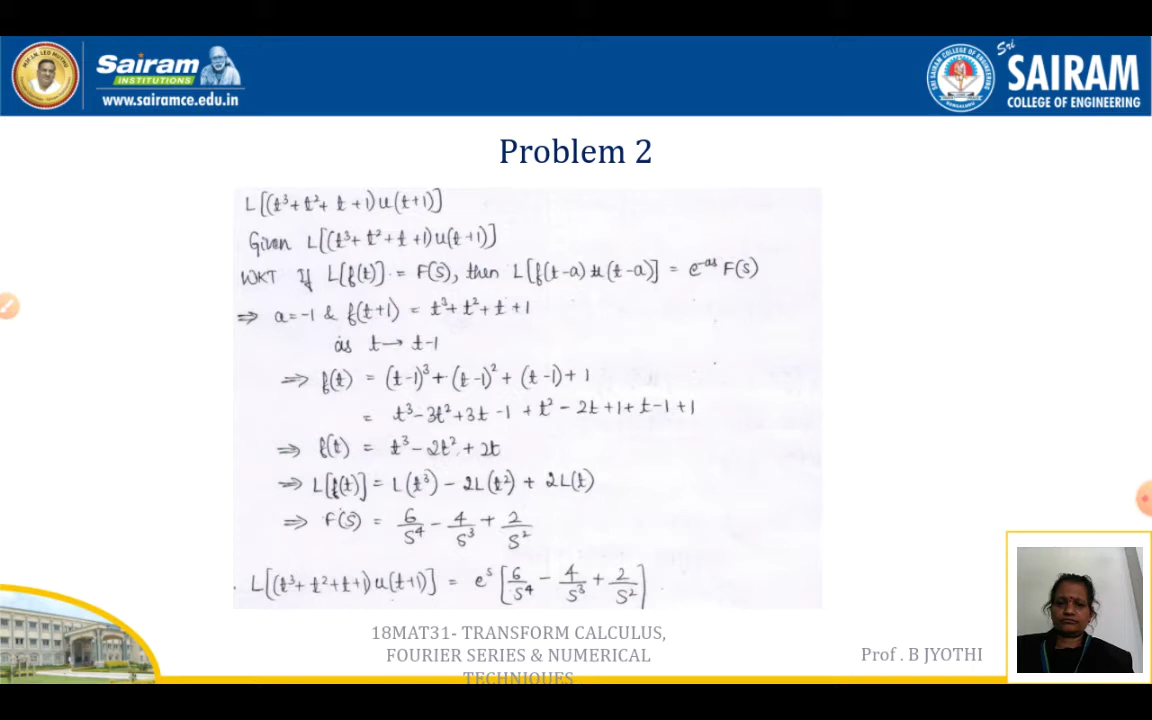 Sairam
INSTITUTIONS
www.sairamce.edu.in
Sri
SAIRAM
COLLEGE OF ENGINEERING
Problem 2
L[(t³+t²+t+1)u(t+1)]
Given L[(t³+t²+t+1)u(t+1)]
WKT If L[f(t)] = F(s), then L[f(t-a)u(t-a)] = e^-as F(s)
⇒ a=-1 & f(t+1) = t³+t²+t+1
as t→t-1
⇒ f(t) = (t-1)³+(t-1)²+(t-1)+1
= t³-3t²+3t-1+t²-2t+1+t-1+1
⇒ f(t) = t³-2t²+2t
⇒ L[f(t)] = L(t³)-2L(t²)+2L(t)
⇒ F(s) = 6/s⁴ - 4/s³ + 2/s²
L[(t³+t²+t+1)u(t+1)] = e^s [6/s⁴ - 4/s³ + 2/s²]
18MAT31- TRANSFORM CALCULUS,
FOURIER SERIES & NUMERICAL
TECHNIQUES
Prof . B JYOTHI